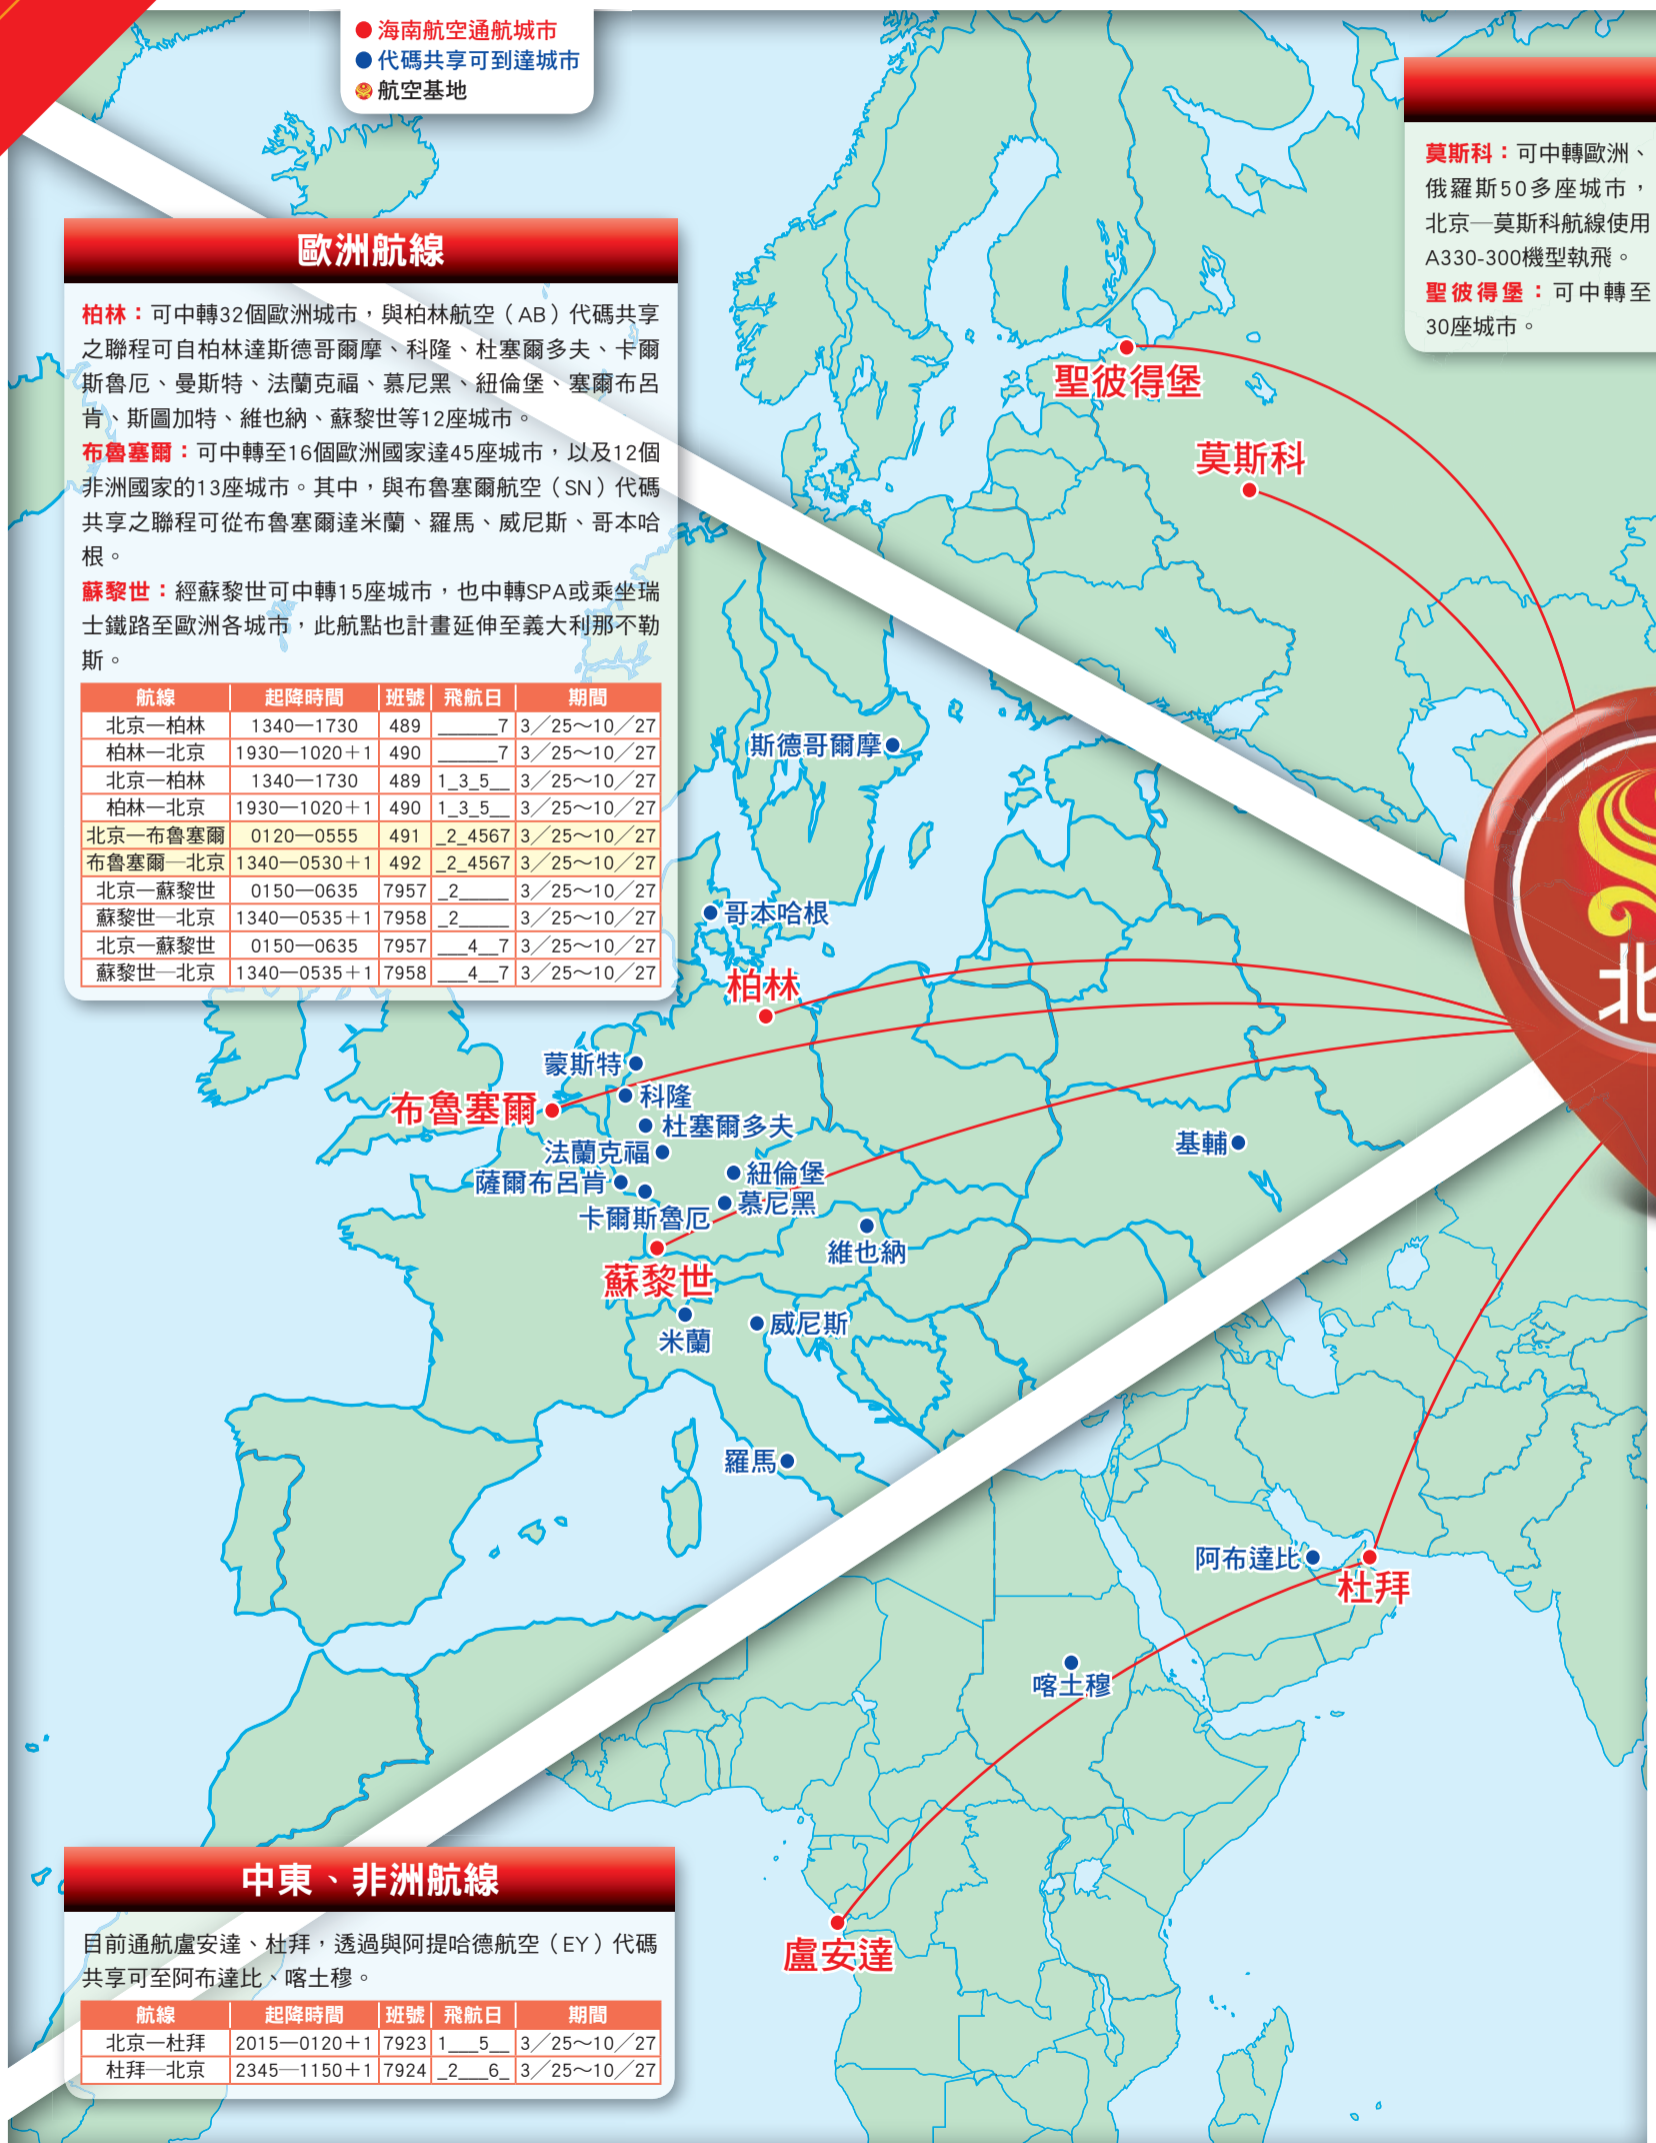 海南航空通航城市
代碼共享可到達城市
航空基地
歐洲航線
柏林：可中轉32個歐洲城市，與柏林航空（AB）代碼共享
之聯程可自柏林達斯德哥爾摩、科隆、杜塞爾多夫、卡爾
斯魯厄、曼斯特、法蘭克福、慕尼黑、紐倫堡、塞爾布呂
肯、斯圖加特、維也納、蘇黎世等12座城市。
布魯塞爾：可中轉至16個歐洲國家達45座城市，以及12個
非洲國家的13座城市。其中，與布魯塞爾航空（SN）代碼
共享之聯程可從布魯塞爾達米蘭、羅馬、威尼斯、哥本哈
根。
蘇黎世：經蘇黎世可中轉15座城市，也中轉SPA或乘坐瑞
士鐵路至歐洲各城市，此航點也計畫延伸至義大利那不勒
斯。
航線 起降時間 班號 飛航日 期間
北京—柏林 1340—1730 489 ______7 3／25～10／27
柏林—北京 1930—1020＋1 490 ______7 3／25～10／27
北京—柏林 1340—1730 489 1_3_5__ 3／25～10／27
柏林—北京 1930—1020＋1 490 1_3_5__ 3／25～10／27
北京—布魯塞爾 0120—0555 491 _2_4567 3／25～10／27
布魯塞爾—北京 1340—0530＋1 492 _2_4567 3／25～10／27
北京—蘇黎世 0150—0635 7957 _2_____ 3／25～10／27
蘇黎世—北京 1340—0535＋1 7958 _2_____ 3／25～10／27
北京—蘇黎世 0150—0635 7957 ___4__7 3／25～10／27
蘇黎世—北京 1340—0535＋1 7958 ___4__7 3／25～10／27
莫斯科：可中轉歐洲、
俄羅斯50多座城市，
北京—莫斯科航線使用
A330-300機型執飛。
聖彼得堡：可中轉至
30座城市。
聖彼得堡
莫斯科
斯德哥爾摩
哥本哈根
柏林
北
蒙斯特
科隆
布魯塞爾
杜塞爾多夫
基輔
法蘭克福
紐倫堡
薩爾布呂肯
慕尼黑
卡爾斯魯厄
維也納
蘇黎世
威尼斯
米蘭
羅馬
阿布達比
杜拜
喀土穆
盧安達
中東、非洲航線
目前通航盧安達、杜拜，透過與阿提哈德航空（EY）代碼
共享可至阿布達比、喀土穆。
航線 起降時間 班號 飛航日 期間
北京—杜拜 2015—0120＋1 7923 1___5__ 3／25～10／27
杜拜—北京 2345—1150＋1 7924 _2___6_ 3／25～10／27